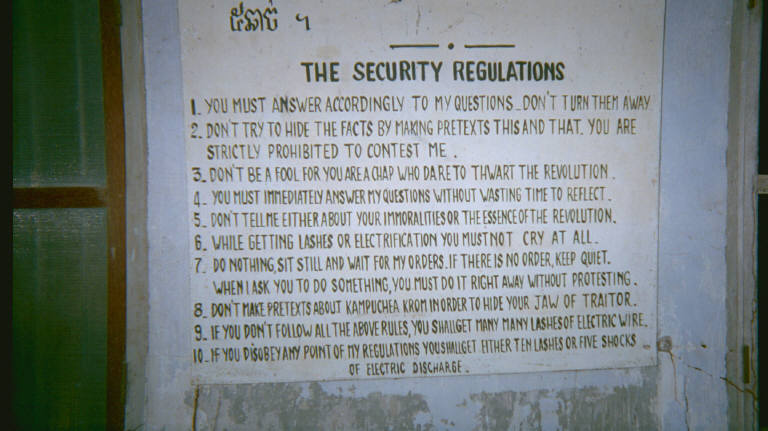 THE SECURITY REGULATIONS
1. YOU MUST ANSWER ACCORDINGLY TO MY QUESTIONS_DON'T TURN THEM AWAY
2. DON'T TRY TO HIDE THE FACTS BY MAKING PRETEXTS THIS AND THAT. YOU ARE
STRICTLY PROHIBITED TO CONTEST ME.
3. DON'T BE A FOOL FOR YOU ARE A CHAP WHO DARE TO THWART THE REVOLUTION.
4. YOU MUST IMMEDIATELY ANSWER MY QUESTIONS WITHOUT WASTING TIME TO REFLECT.
5. DON'T TELL ME EITHER ABOUT YOUR IMMORALITIES OR THE ESSENCE OF THE REVOLUTION.
6. WHILE GETTING LASHES OR ELECTRIFICATION YOU MUST NOT CRY AT ALL.
7. DO NOTHING, SIT STILL AND WAIT FOR MY ORDERS. IF THERE IS NO ORDER, KEEP QUIET.
WHEN I ASK YOU TO DO SOMETHING, YOU MUST DO IT RIGHT AWAY WITHOUT PROTESTING.
8. DON'T MAKE PRETEXTS ABOUT KAMPUCHEA KROM IN ORDER TO HIDE YOUR JAW OF TRAITOR.
9. IF YOU DON'T FOLLOW ALL THE ABOVE RULES, YOU SHALL GET MANY MANY LASHES OF ELECTRIC WIRE.
10. IF YOU DISOBEY ANY POINT OF MY REGULATIONS YOU SHALL GET EITHER TEN LASHES OR FIVE SHOCKS
OF ELECTRIC DISCHARGE.